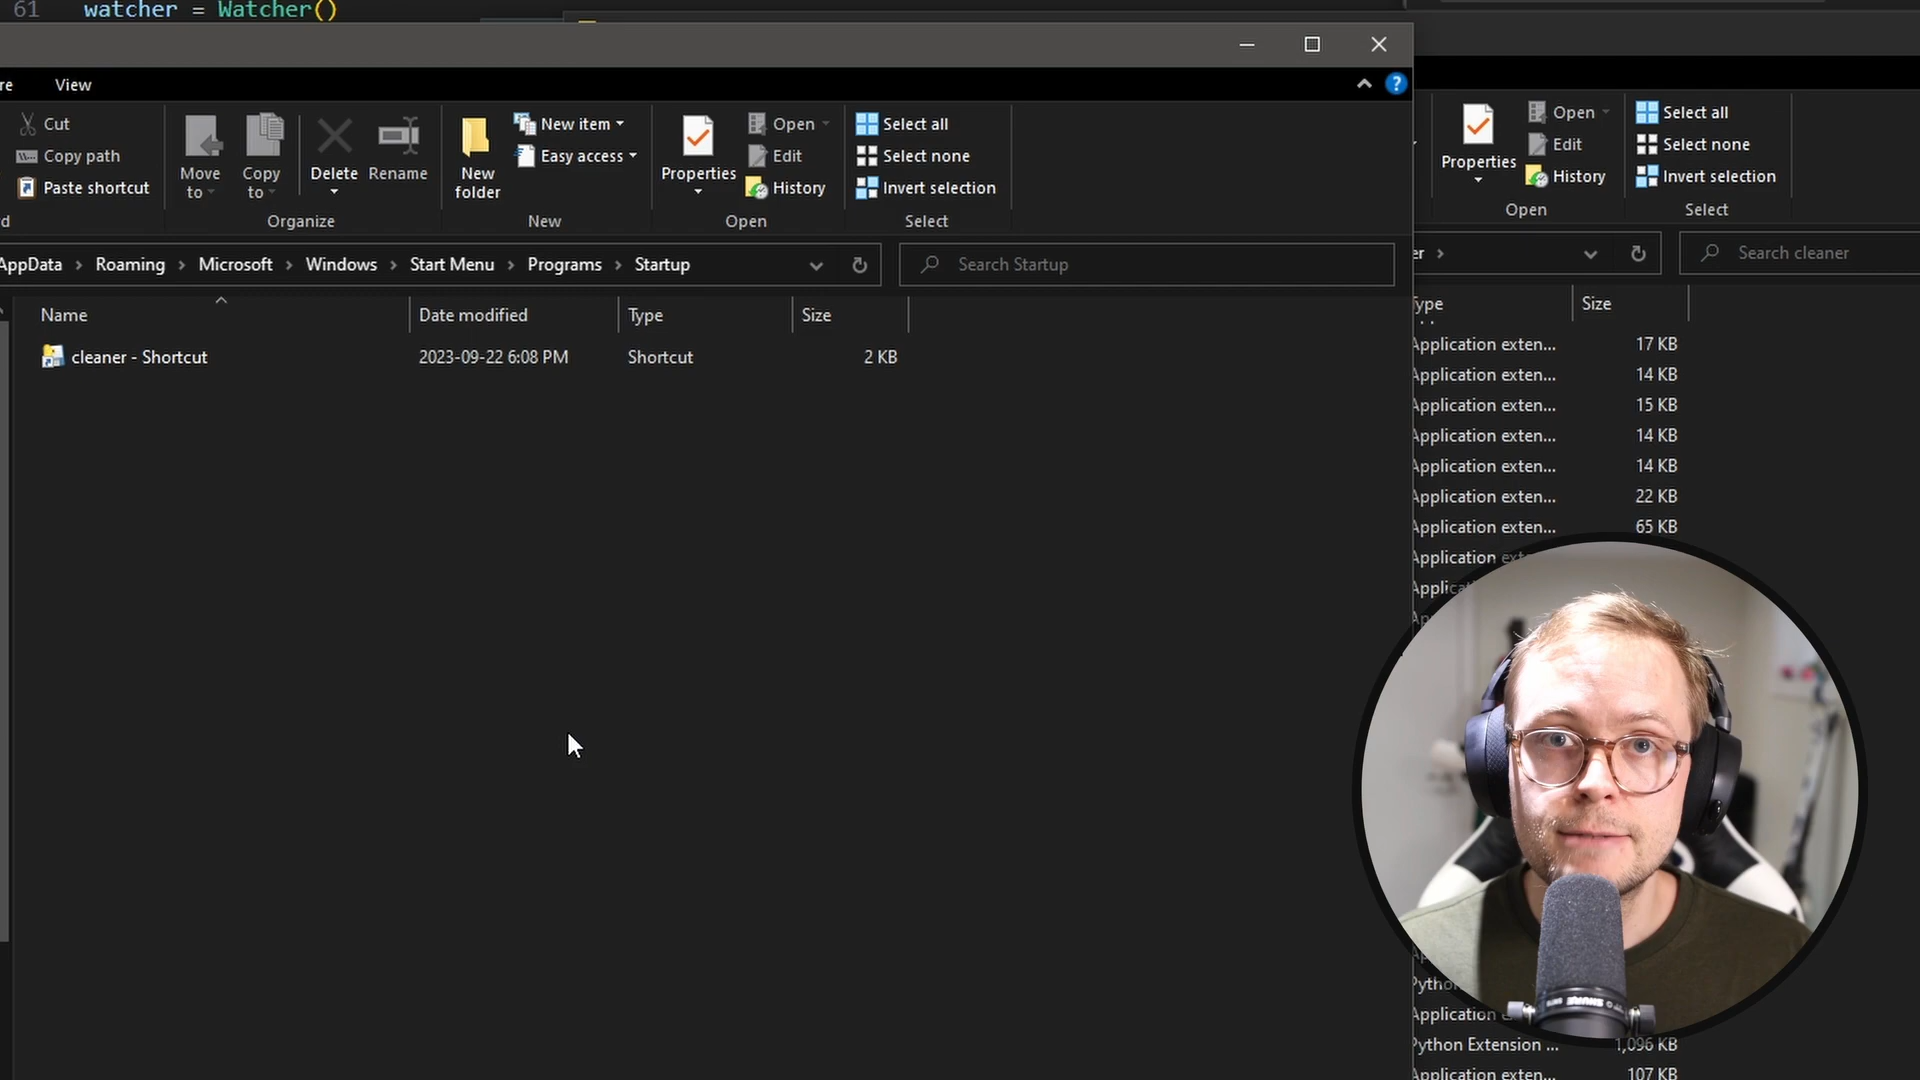 61 watcher = Watcher()
re View
Cut
Copy path
Paste shortcut
Move to
Copy to
Delete
Rename
Organize
New folder
New item
Easy access
New
Properties
Open
Edit
History
Open
Select all
Select none
Invert selection
Select
Properties
Open
Edit
History
Open
Select all
Select none
Invert selection
Select
AppData > Roaming > Microsoft > Windows > Start Menu > Programs > Startup
Search Startup
er >
Search cleaner
Name Date modified Type Size
cleaner - Shortcut 2023-09-22 6:08 PM Shortcut 2 KB
Type Size
Application exten... 17 KB
Application exten... 14 KB
Application exten... 15 KB
Application exten... 14 KB
Application exten... 14 KB
Application exten... 22 KB
Application exten... 65 KB
Application
Python Extension ... 1,096 KB
Application exten... 107 KB
SHURE